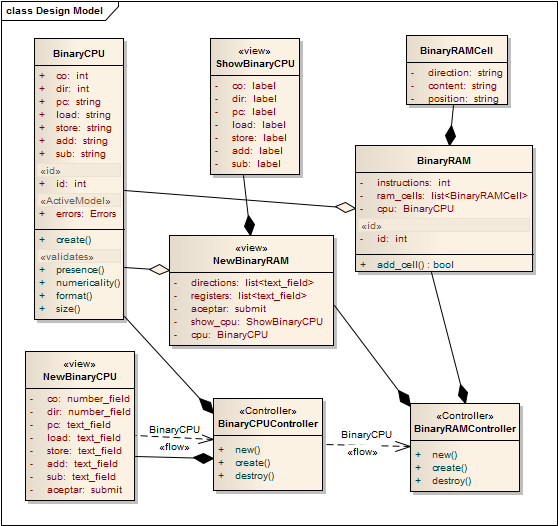 class Design Model
BinaryCPU
+ co: int
+ dir: int
+ pc: string
+ load: string
+ store: string
+ add: string
+ sub: string
«id»
+ id: int
«ActiveModel»
+ errors: Errors
+ create()
«validates»
+ presence()
+ numericality()
+ format()
+ size()
«view»
ShowBinaryCPU
- co: label
- dir: label
- pc: label
- load: label
- store: label
- add: label
- sub: label
BinaryRAMCell
- direction: string
- content: string
- position: string
BinaryRAM
- instructions: int
- ram_cells: list<BinaryRAMCell>
- cpu: BinaryCPU
«id»
- id: int
+ add_cell() : bool
«view»
NewBinaryRAM
- directions: list<text_field>
- registers: list<text_field>
- aceptar: submit
- show_cpu: ShowBinaryCPU
- cpu: BinaryCPU
«view»
NewBinaryCPU
- co: number_field
- dir: number_field
- pc: text_field
- load: text_field
- store: text_field
- add: text_field
- sub: text_field
- aceptar: submit
BinaryCPU
«flow»
«Controller»
BinaryCPUController
+ new()
+ create()
+ destroy()
BinaryCPU
«flow»
«Controller»
BinaryRAMController
+ new()
+ create()
+ destroy()